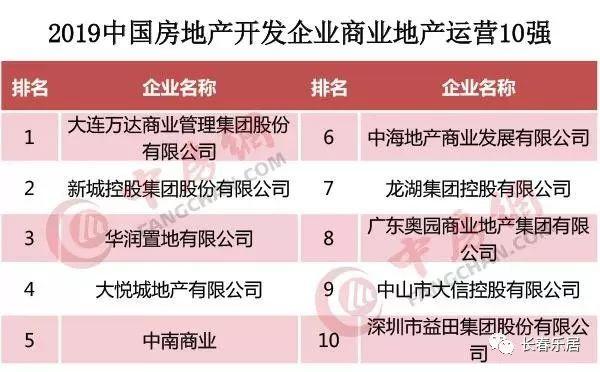 2019中国房地产开发企业商业地产运营10强
排名 企业名称 排名 企业名称
1 大连万达商业管理集团股份
有限公司
6 中海地产商业发展有限公司
2 新城控股集团股份有限公司 7 龙湖集团控股有限公司
3 华润置地有限公司
8 广东奥园商业地产集团有限
公司
4 大悦城地产有限公司 9 中山市大信控股有限公司
5 中南商业
10 深圳市益田集团股份有限公
司
中房網
FANGCHAN.COM
中房網
FANGCHAN.COM
长春乐居